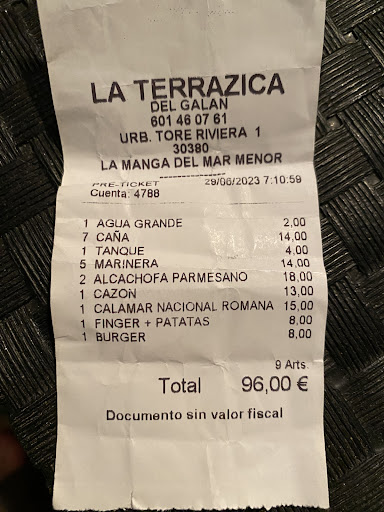 LA TERRAZICA
DEL GALAN
601 46 07 61
URB. TORE RIVIERA 1
30380
LA MANGA DEL MAR MENOR
----------------
PRE-TICKET 29/06/2023 7:10:59
Cuenta: 4788
1 AGUA GRANDE 2,00
7 CAÑA 14,00
1 TANQUE 4,00
5 MARINERA 14,00
2 ALCACHOFA PARMESANO 18,00
1 CAZON 13,00
1 CALAMAR NACIONAL ROMANA 15,00
1 FINGER + PATATAS 8,00
1 BURGER 8,00
9 Arts.
Total 96,00 €
Documento sin valor fiscal